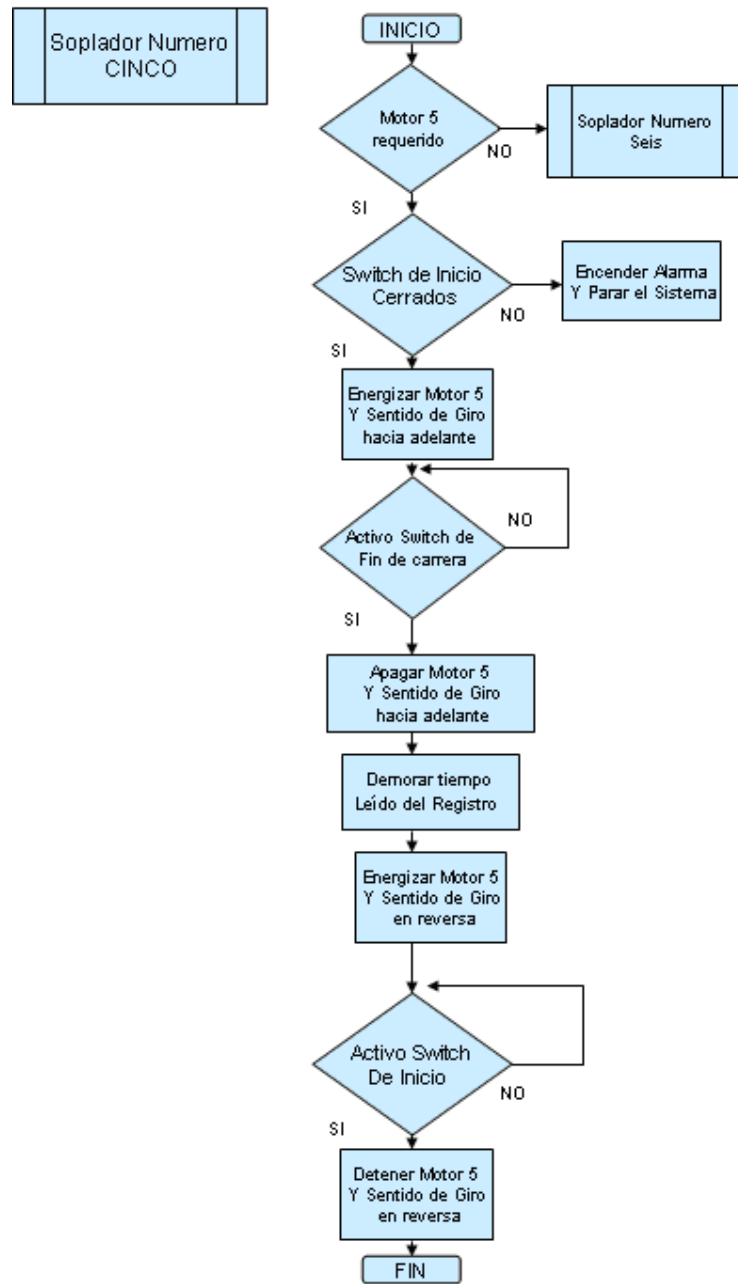 Soplador Numero
CINCO
INICIO
Motor 5
requerido
NO
Soplador Numero
Seis
SI
Switch de Inicio
Cerrados
NO
Encender Alarma
Y Parar el Sistema
SI
Energizar Motor 5
Y Sentido de Giro
hacia adelante
Activo Switch de
Fin de carrera
NO
SI
Apagar Motor 5
Y Sentido de Giro
hacia adelante
Demorar tiempo
Leído del Registro
Energizar Motor 5
Y Sentido de Giro
en reversa
Activo Switch
De Inicio
NO
SI
Detener Motor 5
Y Sentido de Giro
en reversa
FIN